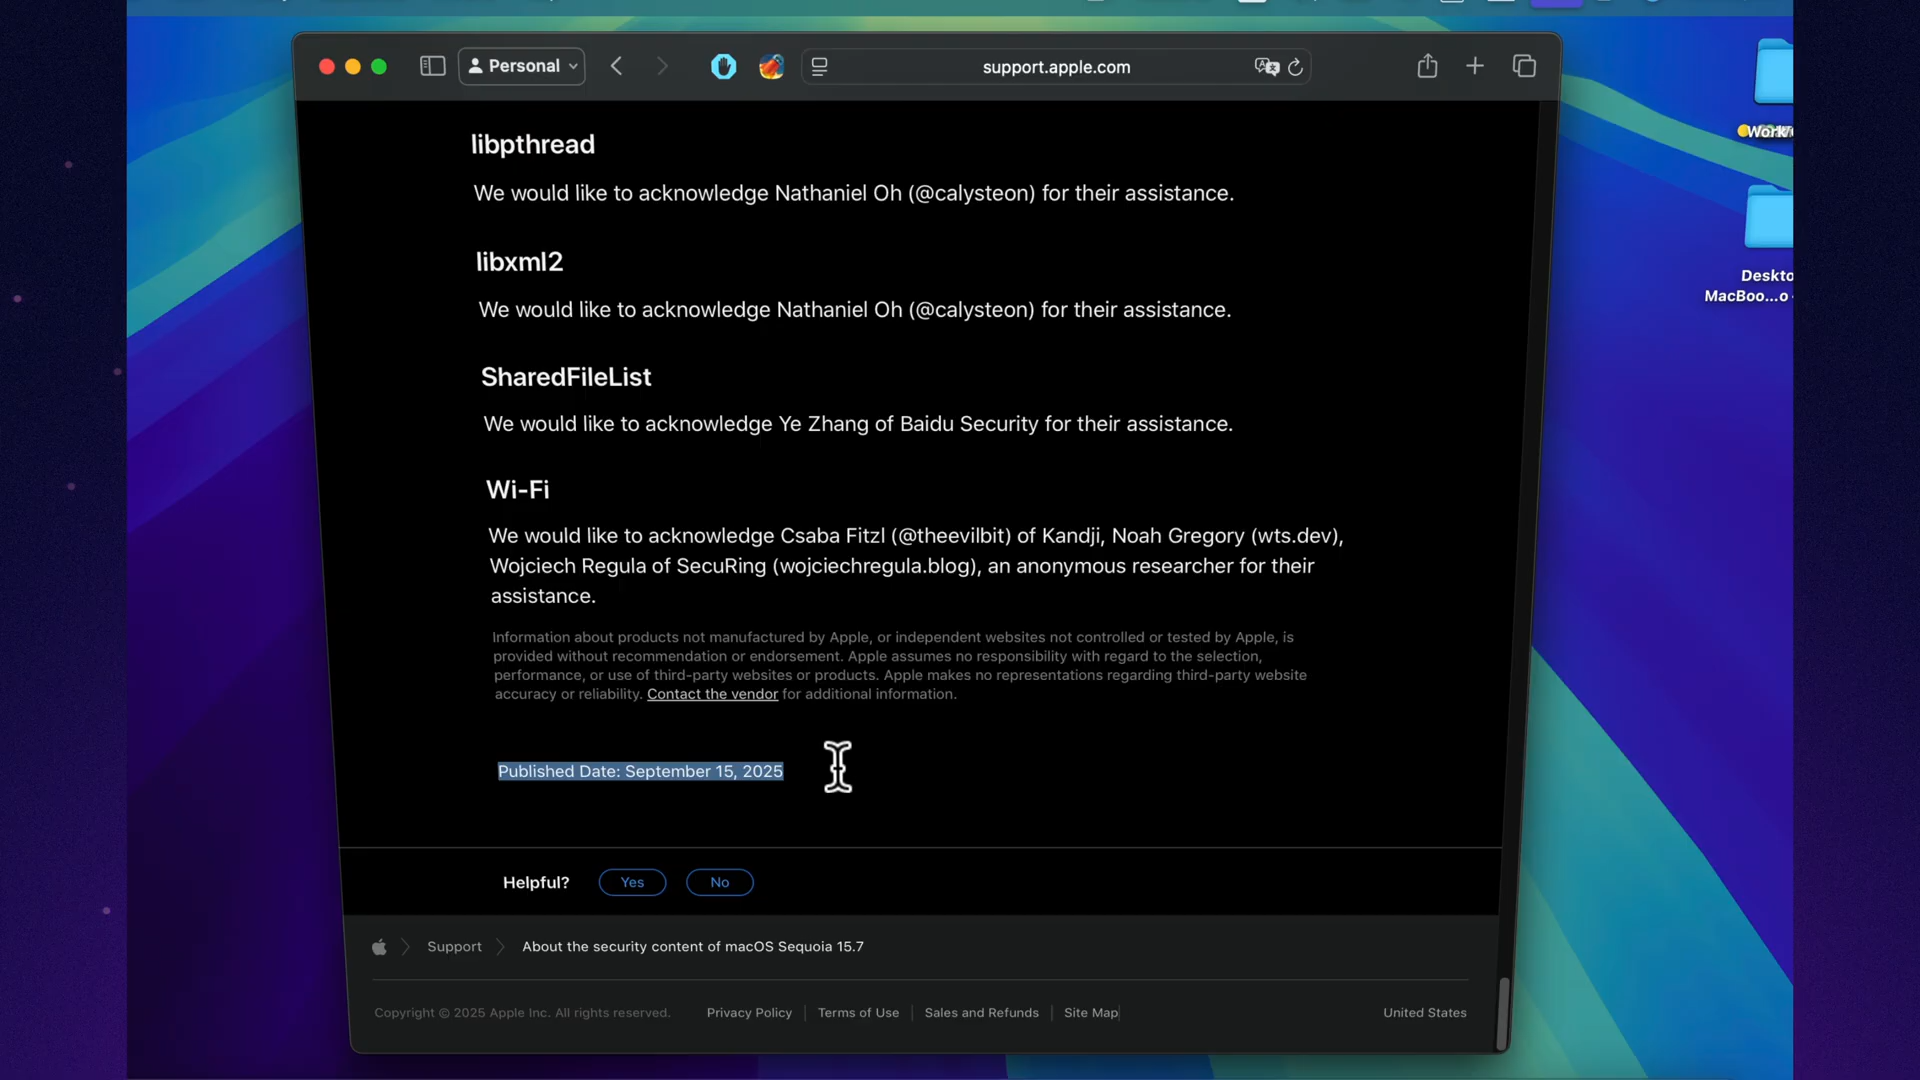 Personal
support.apple.com
libpthread
We would like to acknowledge Nathaniel Oh (@calysteon) for their assistance.
libxml2
We would like to acknowledge Nathaniel Oh (@calysteon) for their assistance.
SharedFileList
We would like to acknowledge Ye Zhang of Baidu Security for their assistance.
Wi-Fi
We would like to acknowledge Csaba Fitzl (@theevilbit) of Kandji, Noah Gregory (wts.dev),
Wojciech Regula of SecuRing (wojciechregula.blog), an anonymous researcher for their
assistance.
Information about products not manufactured by Apple, or independent websites not controlled or tested by Apple, is
provided without recommendation or endorsement. Apple assumes no responsibility with regard to the selection,
performance, or use of third-party websites or products. Apple makes no representations regarding third-party website
accuracy or reliability. Contact the vendor for additional information.
Published Date: September 15, 2025
Helpful? Yes No
Support About the security content of macOS Sequoia 15.7
Copyright © 2025 Apple Inc. All rights reserved. Privacy Policy Terms of Use Sales and Refunds Site Map United States
Work
Deskto
MacBoo...o